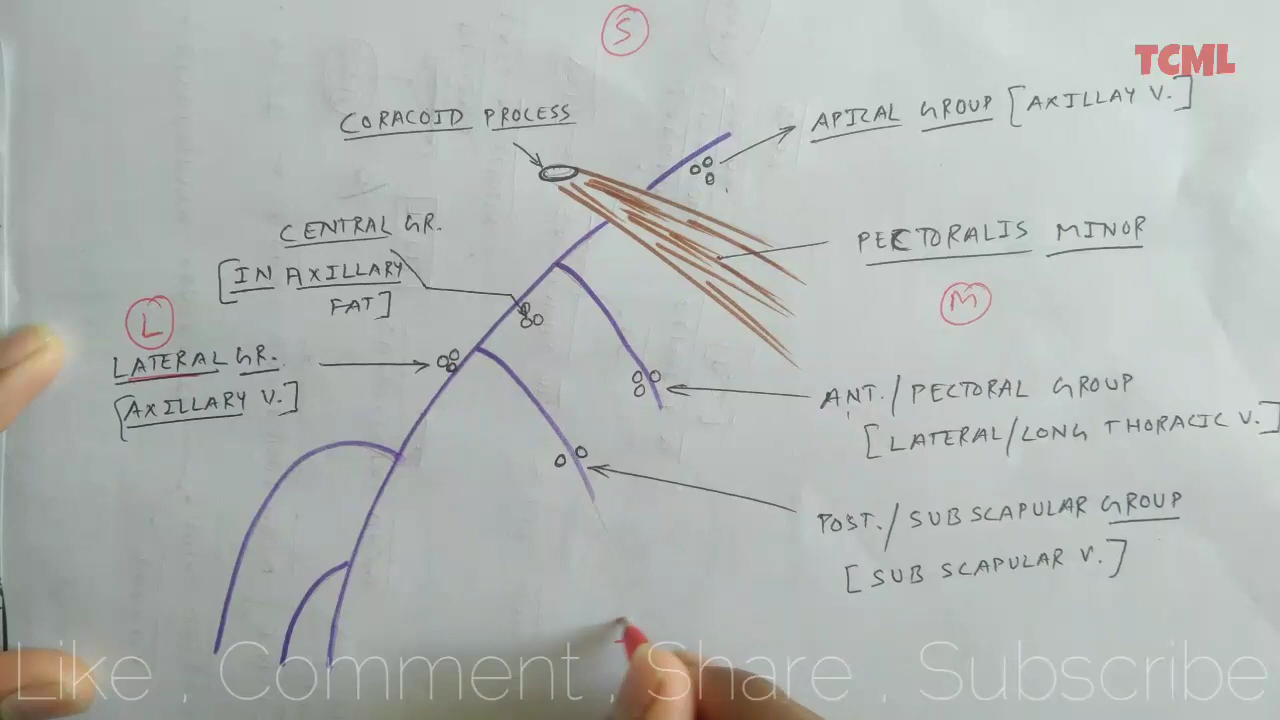 S
TCML
CORACOID PROCESS
APICAL GROUP [AXILLAY V.]
CENTRAL GR.
[IN AXILLARY
FAT]
PECTORALIS MINOR
L
M
LATERAL GR.
[AXILLARY V.]
ANT./PECTORAL GROUP
[LATERAL/LONG THORACIC V.]
POST./SUBSCAPULAR GROUP
[SUB SCAPULAR V.]
Like , Comment , Share , Subscribe